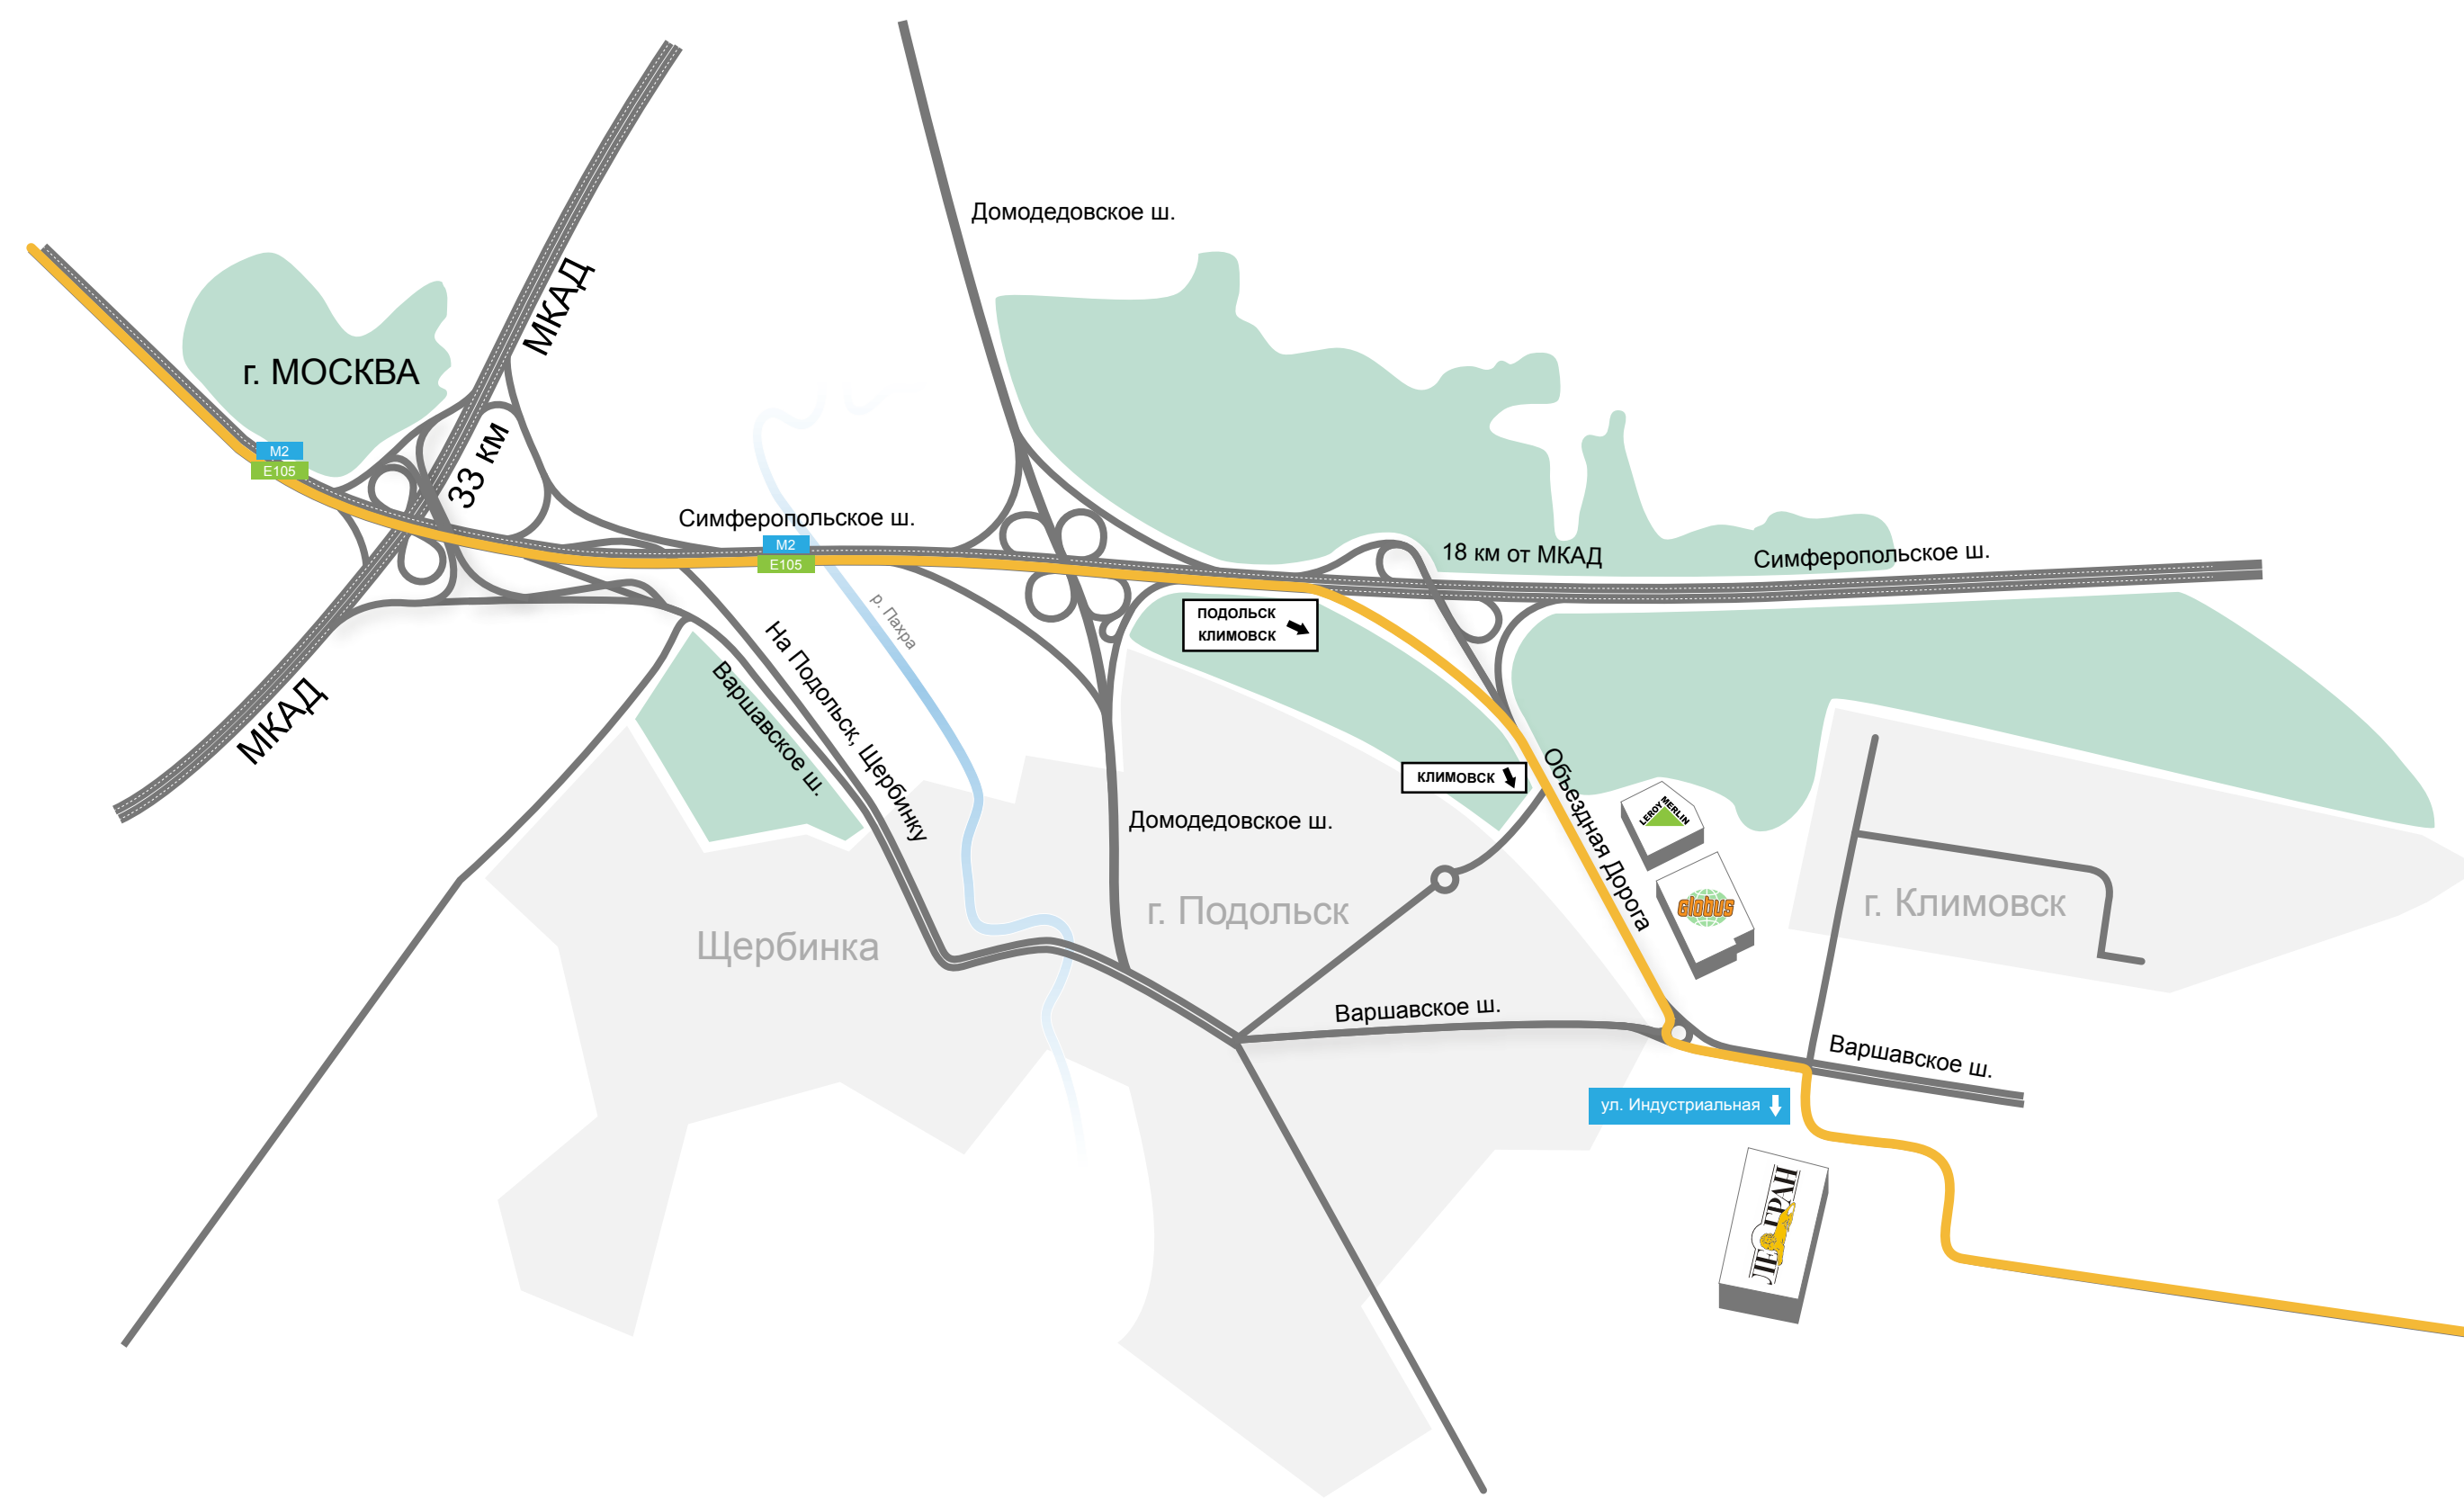 Домодедовское ш.
МКАД
г. МОСКВА
M2
E105
33 км
Симферопольское ш.
M2
E105
18 км от МКАД
Симферопольское ш.
р. Пахра
ПОДОЛЬСК
КЛИМОВСК
На Подольск, Щербинку
Варшавское ш.
МКАД
КЛИМОВСК
Объездная Дорога
LEROY MERLIN
Домодедовское ш.
г. Подольск
Globus
г. Климовск
Щербинка
Варшавское ш.
Варшавское ш.
ул. Индустриальная
ЛЕОГРАН